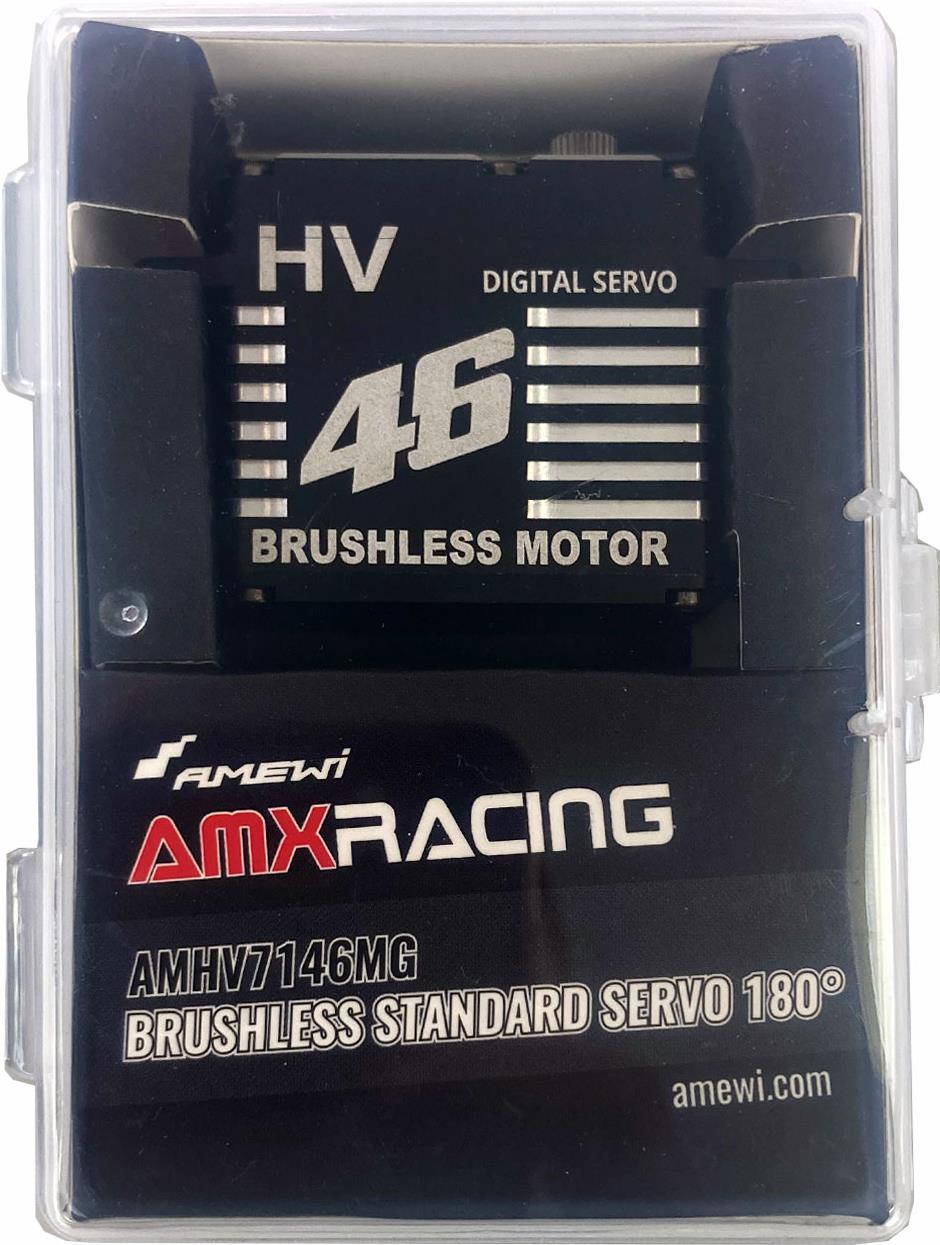 HV
DIGITAL SERVO
46
BRUSHLESS MOTOR
AMEWi
AMXRACING
AMHV7146MG
BRUSHLESS STANDARD SERVO 180°
amewi.com